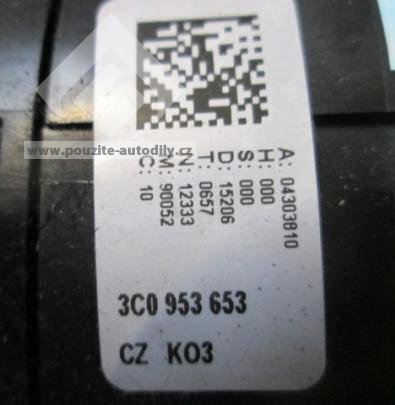 www.pouzite-autodily.cz
A: 04303810
H: 000
S: 000
D: 15206
T: 0657
N: 12333
M: 90052
C: 10
3C0 953 653
CZ KO3